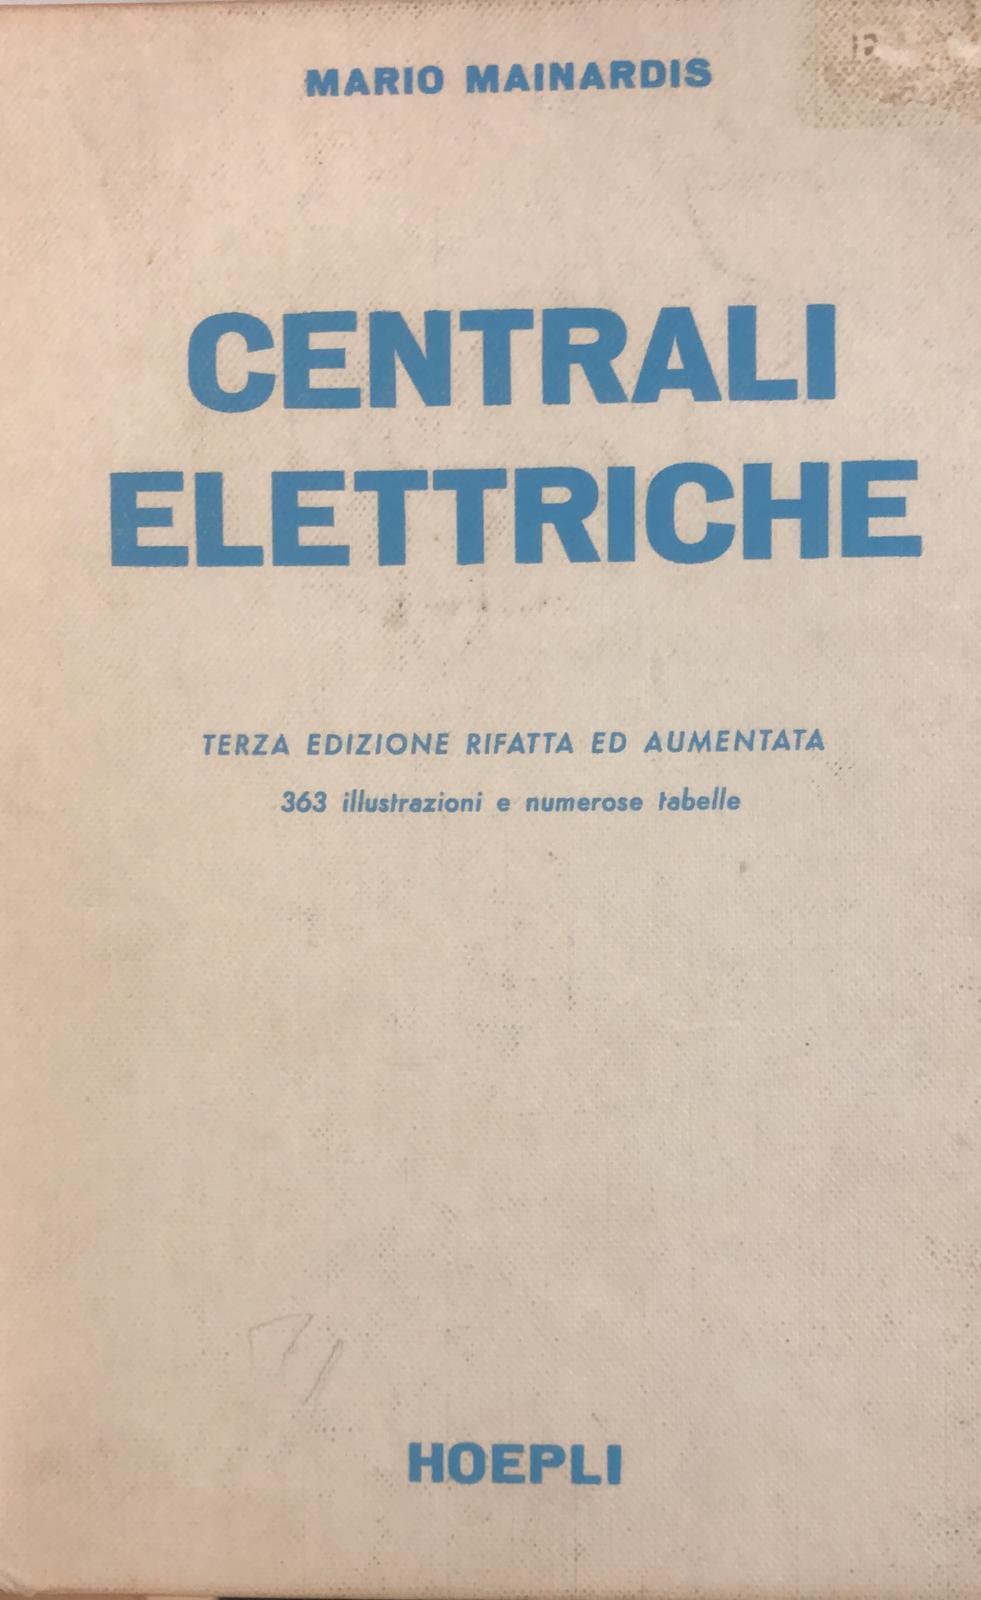 MARIO MAINARDIS
CENTRALI
ELETTRICHE
TERZA EDIZIONE RIFATTA ED AUMENTATA
363 illustrazioni e numerose tabelle
HOEPLI